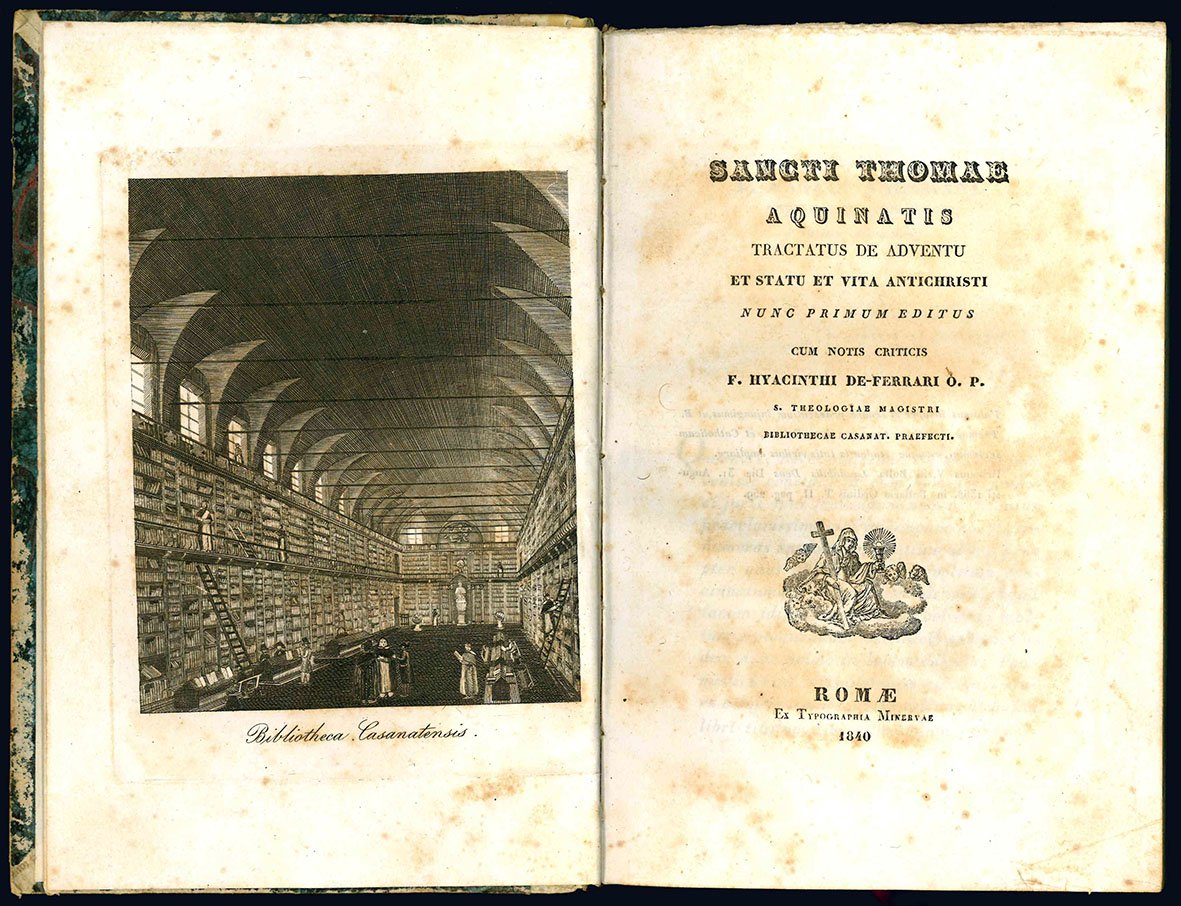 Bibliotheca Casanatensis.
SANCTI THOMAE
AQUINATIS
TRACTATUS DE ADVENTU
ET STATU ET VITA ANTICHRISTI
NUNC PRIMUM EDITUS
CUM NOTIS CRITICIS
F. HYACINTHI DE-FERRARI O. P.
S. THEOLOGIAE MAGISTRI
BIBLIOTHECAE CASANAT. PRAEFECTI.
ROMÆ
EX TYPOGRAPHIA MINERVAE
1840